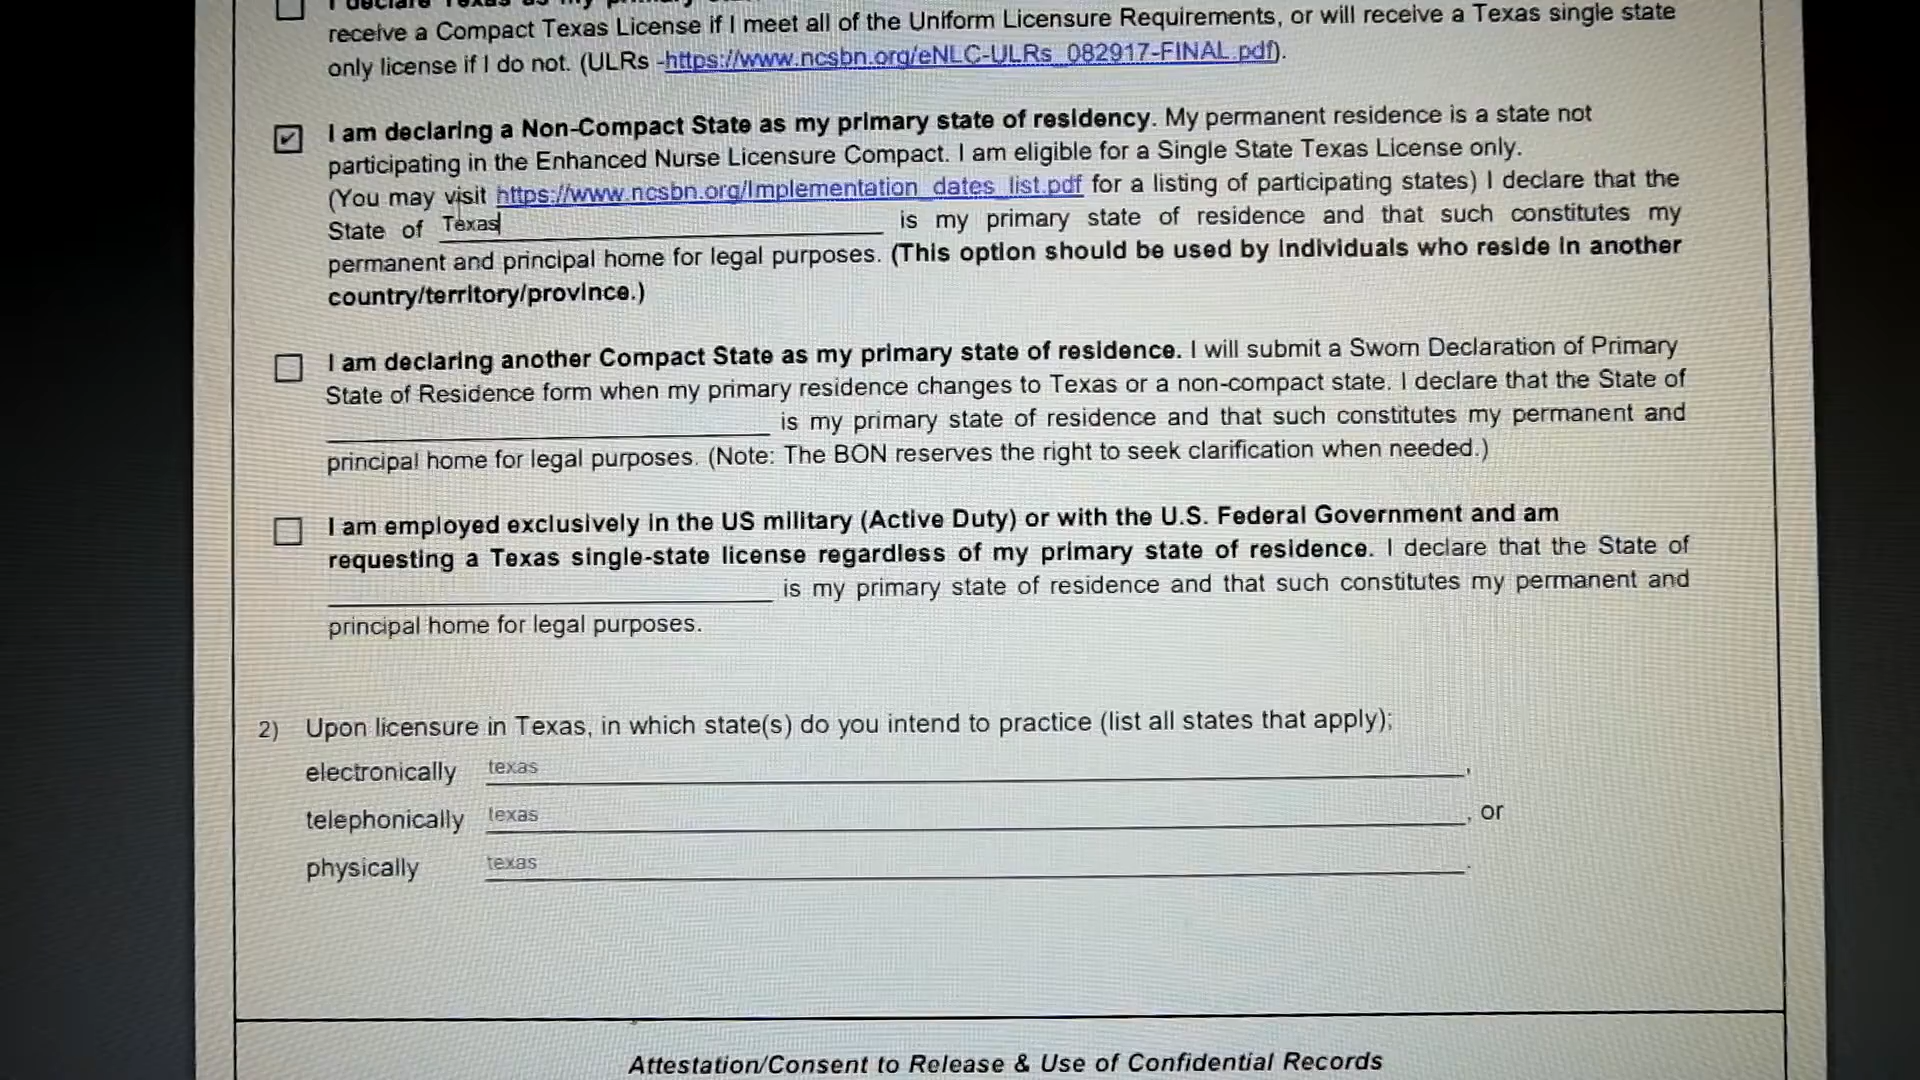 I declare Texas as my primary
receive a Compact Texas License if I meet all of the Uniform Licensure Requirements, or will receive a Texas single state
only license if I do not. (ULRs -https://www.ncsbn.org/eNLC-ULRs_082917-FINAL.pdf).
I am declaring a Non-Compact State as my primary state of residency. My permanent residence is a state not
participating in the Enhanced Nurse Licensure Compact. I am eligible for a Single State Texas License only.
(You may visit https://www.ncsbn.org/Implementation_dates_list.pdf for a listing of participating states) I declare that the
State of Texas is my primary state of residence and that such constitutes my
permanent and principal home for legal purposes. (This option should be used by individuals who reside in another
country/territory/province.)
I am declaring another Compact State as my primary state of residence. I will submit a Sworn Declaration of Primary
State of Residence form when my primary residence changes to Texas or a non-compact state. I declare that the State of
is my primary state of residence and that such constitutes my permanent and
principal home for legal purposes. (Note: The BON reserves the right to seek clarification when needed.)
I am employed exclusively in the US military (Active Duty) or with the U.S. Federal Government and am
requesting a Texas single-state license regardless of my primary state of residence. I declare that the State of
is my primary state of residence and that such constitutes my permanent and
principal home for legal purposes.
2) Upon licensure in Texas, in which state(s) do you intend to practice (list all states that apply);
electronically texas ,
telephonically texas , or
physically texas .
Attestation/Consent to Release & Use of Confidential Records